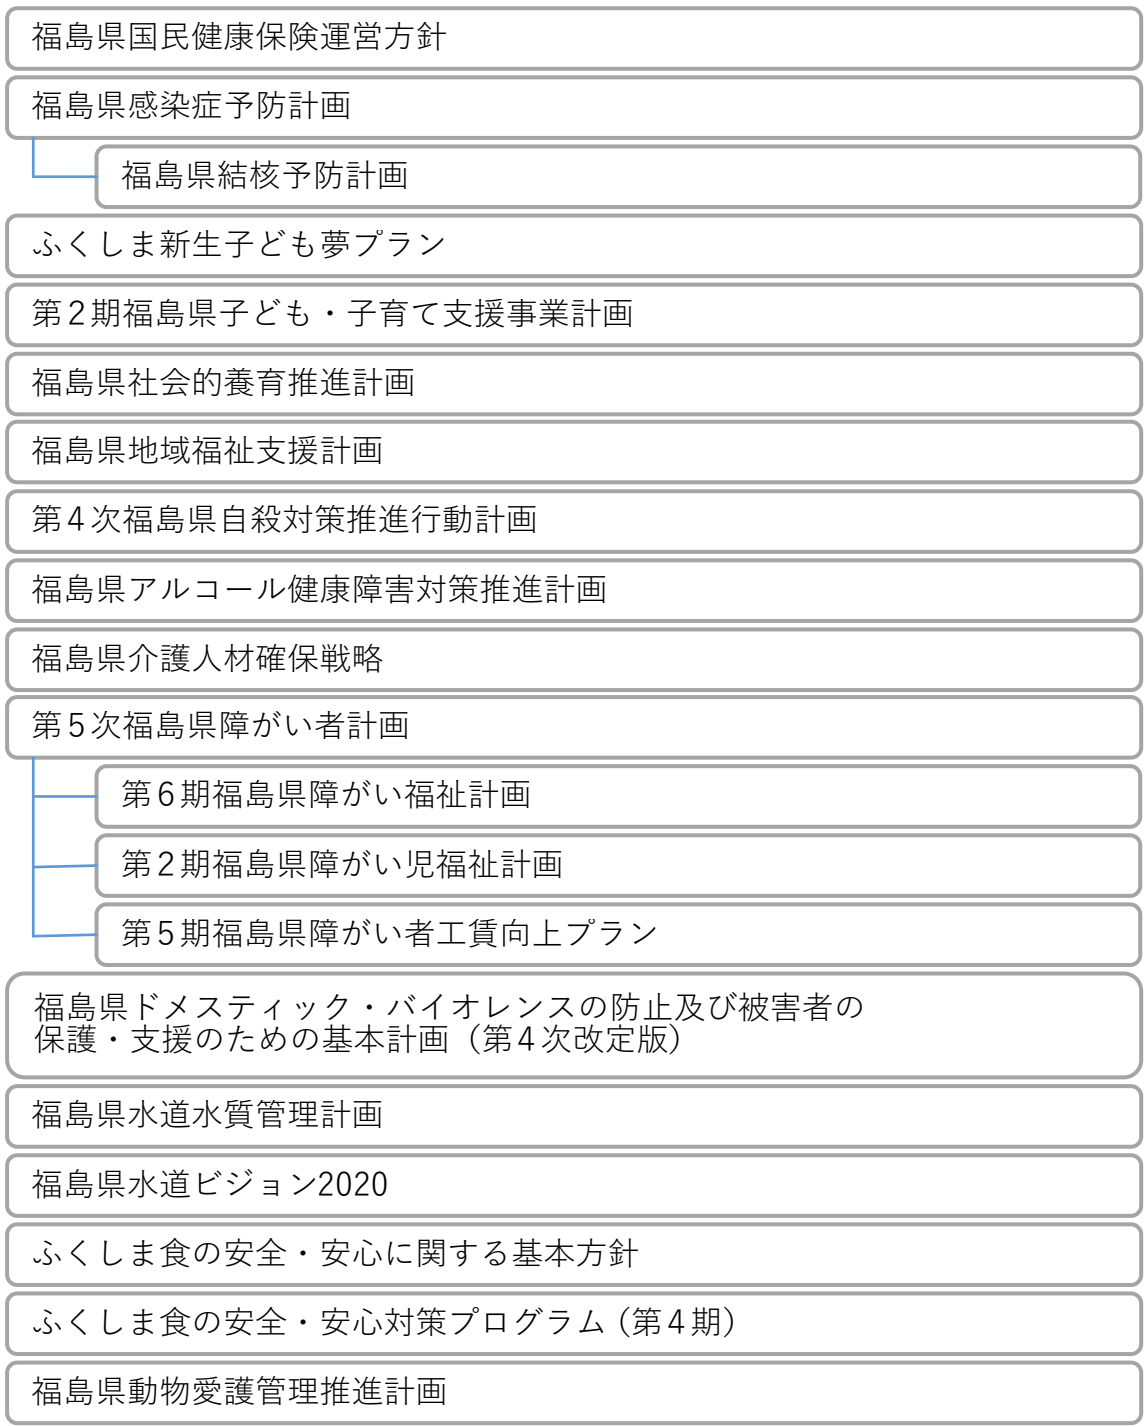 福島県国民健康保険運営方針
福島県感染症予防計画
福島県結核予防計画
ふくしま新生子ども夢プラン
第２期福島県子ども・子育て支援事業計画
福島県社会的養育推進計画
福島県地域福祉支援計画
第４次福島県自殺対策推進行動計画
福島県アルコール健康障害対策推進計画
福島県介護人材確保戦略
第５次福島県障がい者計画
第６期福島県障がい福祉計画
第２期福島県障がい児福祉計画
第５期福島県障がい者工賃向上プラン
福島県ドメスティック・バイオレンスの防止及び被害者の
保護・支援のための基本計画（第４次改定版）
福島県水道水質管理計画
福島県水道ビジョン2020
ふくしま食の安全・安心に関する基本方針
ふくしま食の安全・安心対策プログラム（第４期）
福島県動物愛護管理推進計画